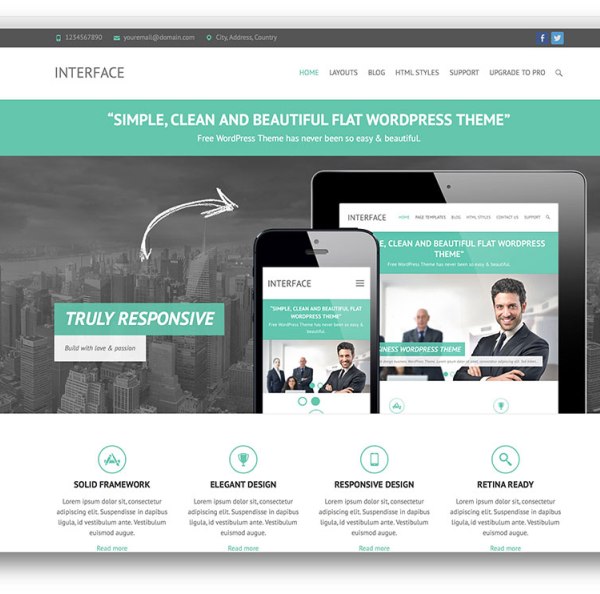 1234567890 youremail@domain.com City, Address, Country
INTERFACE HOME LAYOUTS BLOG HTML STYLES SUPPORT UPGRADE TO PRO
“SIMPLE, CLEAN AND BEAUTIFUL FLAT WORDPRESS THEME”
Free WordPress Theme has never been so easy & beautiful.
TRULY RESPONSIVE
Build with love & passion
INTERFACE
“SIMPLE, CLEAN AND BEAUTIFUL FLAT
WORDPRESS THEME”
Free WordPress Theme has never been so easy &
beautiful.
INTERFACE HOME PAGE TEMPLATES BLOG HTML STYLES CONTACT US SUPPORT
E, CLEAN AND BEAUTIFUL FLAT WORDPRESS
THEME”
Free WordPress Theme has never been so easy & beautiful.
SINESS WORDPRESS THEME
SOLID FRAMEWORK
Lorem ipsum dolor sit, consectetur
adipiscing elit. Suspendisse in dapibus
ligula, id vestibulum ante. Vestibulum
euismod augue.
Read more
ELEGANT DESIGN
Lorem ipsum dolor sit, consectetur
adipiscing elit. Suspendisse in dapibus
ligula, id vestibulum ante. Vestibulum
euismod augue.
Read more
RESPONSIVE DESIGN
Lorem ipsum dolor sit, consectetur
adipiscing elit. Suspendisse in dapibus
ligula, id vestibulum ante. Vestibulum
euismod augue.
Read more
RETINA READY
Lorem ipsum dolor sit, consectetur
adipiscing elit. Suspendisse in dapibus
ligula, id vestibulum ante. Vestibulum
euismod augue.
Read more